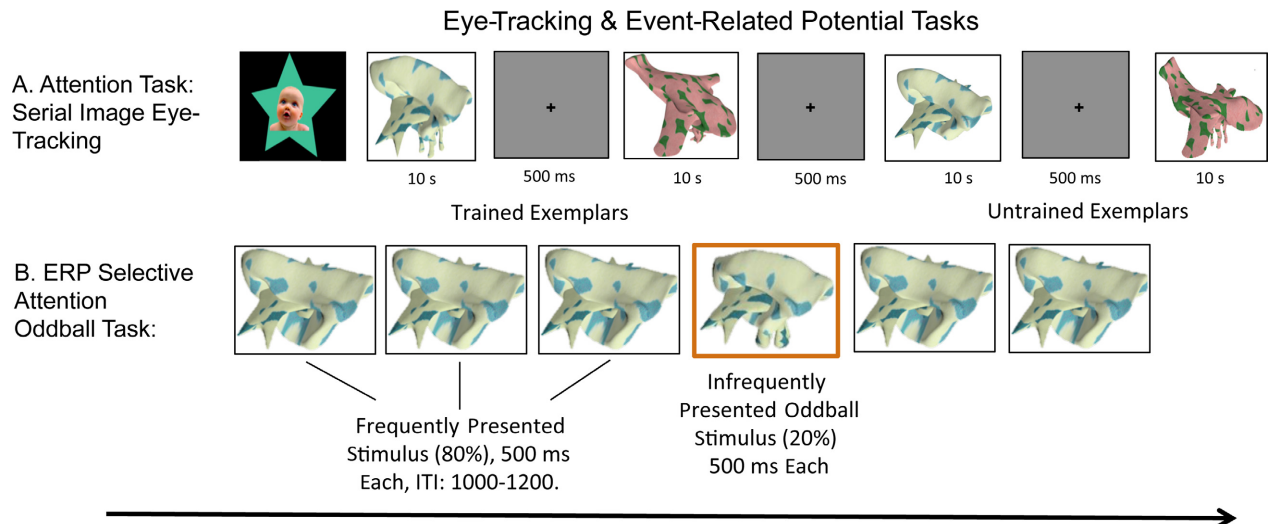 Eye-Tracking & Event-Related Potential Tasks
A. Attention Task:
Serial Image Eye-
Tracking
10 s
500 ms
10 s
500 ms
10 s
500 ms
10 s
Trained Exemplars
Untrained Exemplars
B. ERP Selective
Attention
Oddball Task:
Frequently Presented
Stimulus (80%), 500 ms
Each, ITI: 1000-1200.
Infrequently
Presented Oddball
Stimulus (20%)
500 ms Each